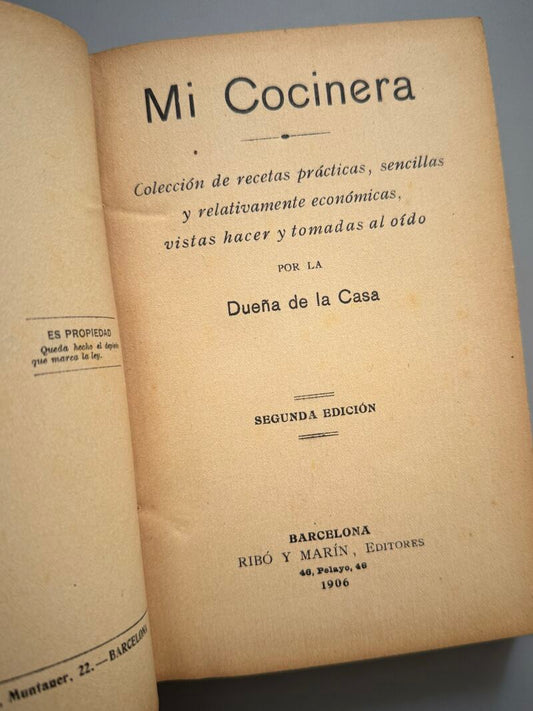 ES PROPIEDAD
Queda hecho el
que marca la ley.
, Muntaner, 22.—BARCELONA
Mi Cocinera
Colección de recetas prácticas, sencillas
y relativamente económicas,
vistas hacer y tomadas al oído
POR LA
Dueña de la Casa
SEGUNDA EDICIÓN
BARCELONA
RIBÓ Y MARÍN, EDITORES
46, Pelayo, 46
1906